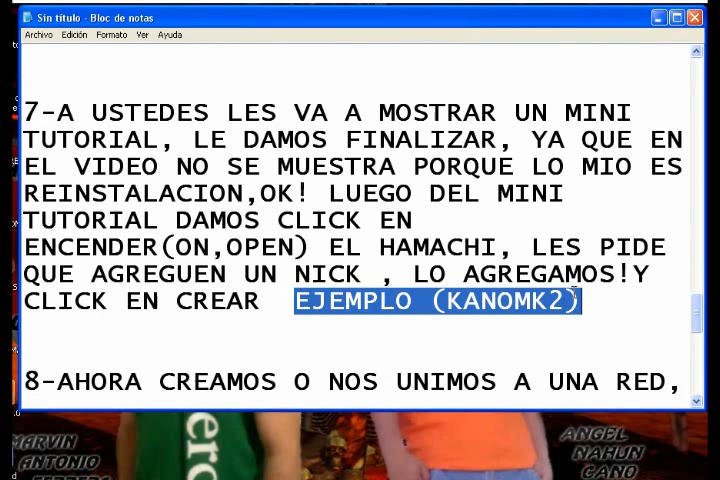 Sin título - Bloc de notas
Archivo Edición Formato Ver Ayuda
7-A USTEDES LES VA A MOSTRAR UN MINI
TUTORIAL, LE DAMOS FINALIZAR, YA QUE EN
EL VIDEO NO SE MUESTRA PORQUE LO MIO ES
REINSTALACION,OK! LUEGO DEL MINI
TUTORIAL DAMOS CLICK EN
ENCENDER(ON,OPEN) EL HAMACHI, LES PIDE
QUE AGREGUEN UN NICK , LO AGREGAMOS!Y
CLICK EN CREAR EJEMPLO (KANOMK2)
8-AHORA CREAMOS O NOS UNIMOS A UNA RED,
MARVIN
ANTONIO
ANGEL
NAHUN
CANO